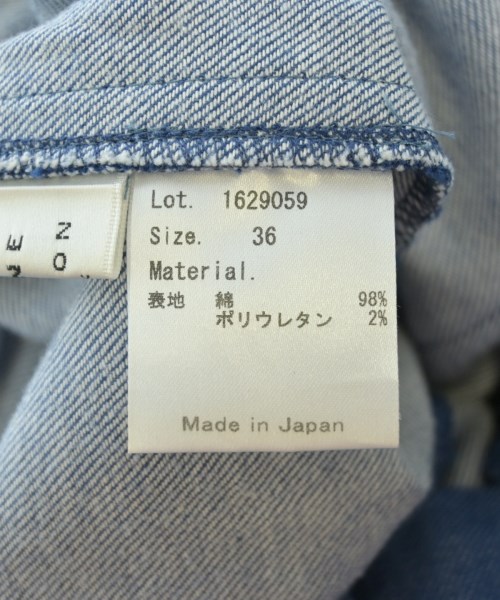 Lot. 1629059
Size. 36
Material.
表地 綿 98%
ポリウレタン 2%
Made in Japan